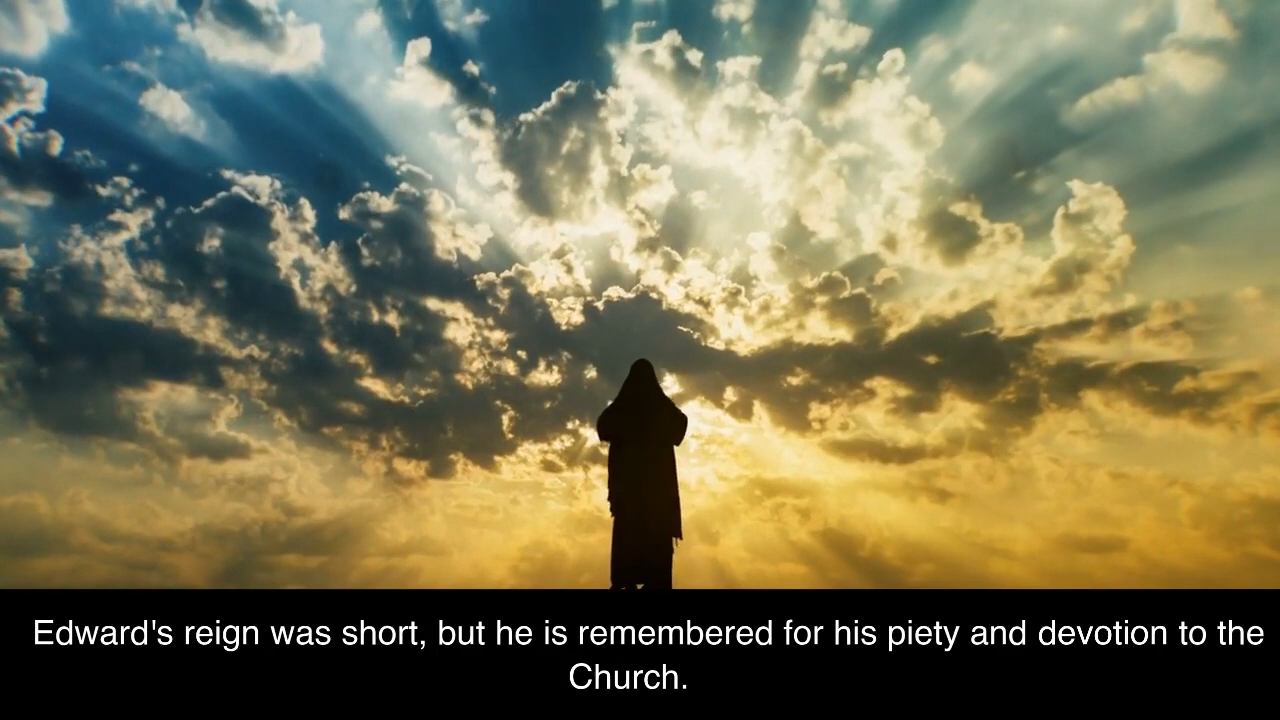 Edward's reign was short, but he is remembered for his piety and devotion to the
Church.